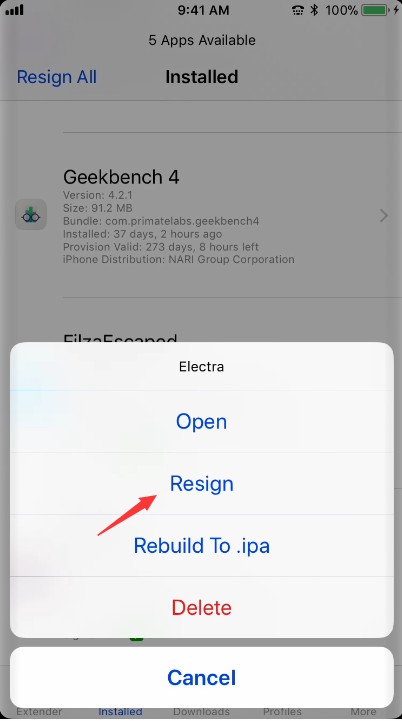 9:41 AM 100%
5 Apps Available
Resign All Installed
Geekbench 4
Version: 4.2.1
Size: 91.2 MB
Bundle: com.primatelabs.geekbench4
Installed: 37 days, 2 hours ago
Provision Valid: 273 days, 8 hours left
iPhone Distribution: NARI Group Corporation
FilzaEscaped
Electra
Open
Resign
Rebuild To .ipa
Delete
Cancel
Extender Installed Downloads Profiles More